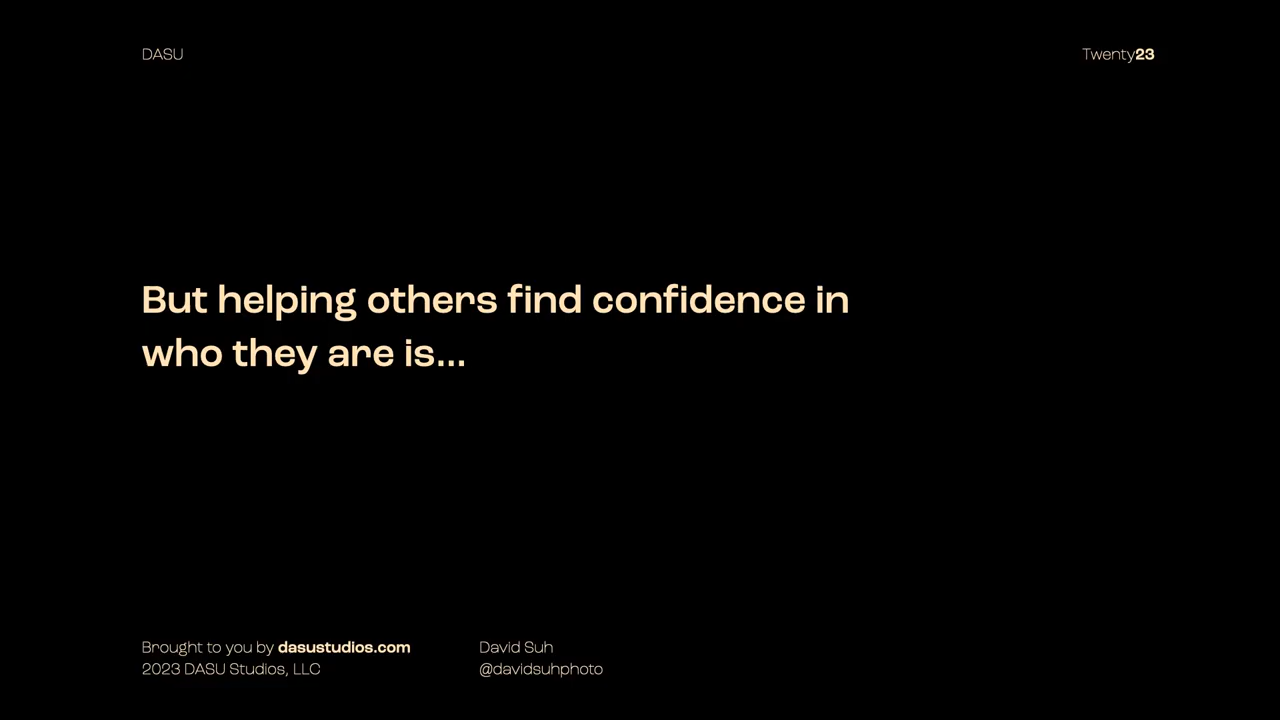 DASU
Twenty23
But helping others find confidence in
who they are is...
Brought to you by dasustudios.com
2023 DASU Studios, LLC
David Suh
@davidsuhphoto